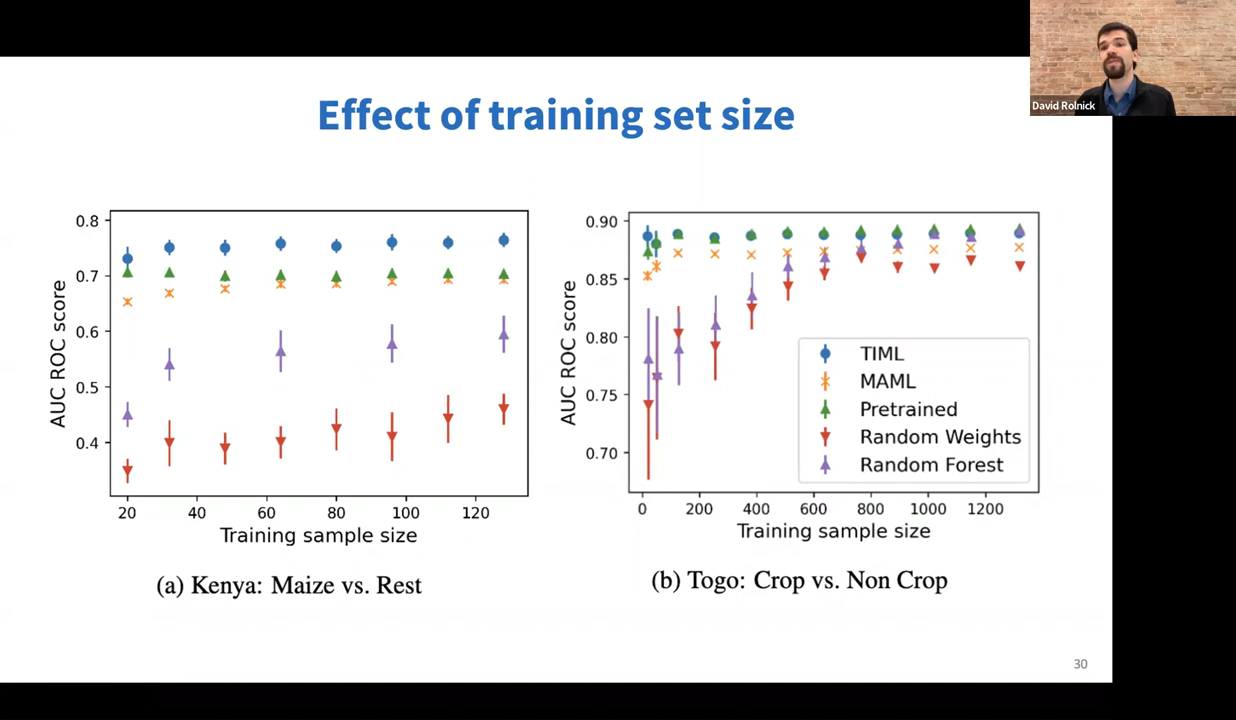 David Rolnick
Effect of training set size
0.8
0.7
0.6
0.5
0.4
AUC ROC score
20 40 60 80 100 120
Training sample size
(a) Kenya: Maize vs. Rest
0.90
0.85
0.80
0.75
0.70
AUC ROC score
TIML
MAML
Pretrained
Random Weights
Random Forest
0 200 400 600 800 1000 1200
Training sample size
(b) Togo: Crop vs. Non Crop
30